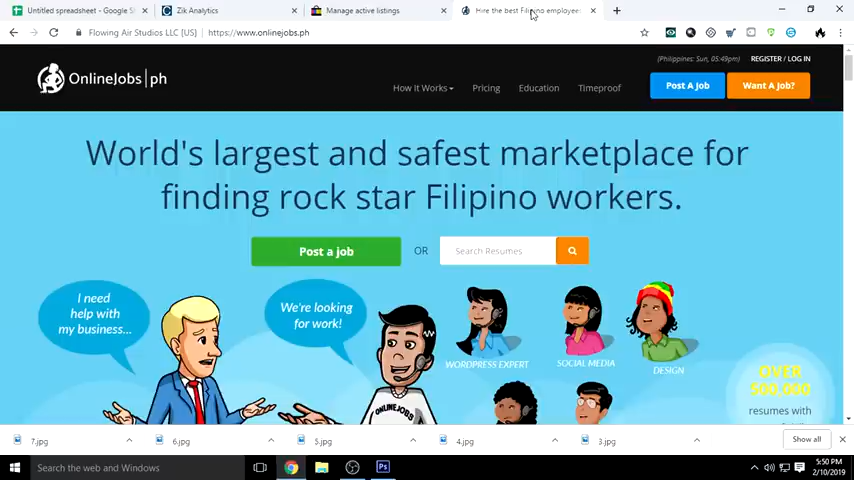 Untitled spreadsheet - Google Sh
Zik Analytics
Manage active listings
Hire the best Filipino employees
Flowing Air Studios LLC [US]
https://www.onlinejobs.ph
(Philippines: Sun, 05:49pm)
REGISTER / LOG IN
OnlineJobs ph
How It Works
Pricing
Education
Timeproof
Post A Job
Want A Job?
World's largest and safest marketplace for
finding rock star Filipino workers.
Post a job
OR
Search Resumes
I need
help with
my business...
We're looking
for work!
WORDPRESS EXPERT
SOCIAL MEDIA
DESIGN
ONLINEJOBS
OVER
500,000
resumes with
7.jpg
6.jpg
5.jpg
4.jpg
3.jpg
Show all
Search the web and Windows
5:50 PM
2/10/2019